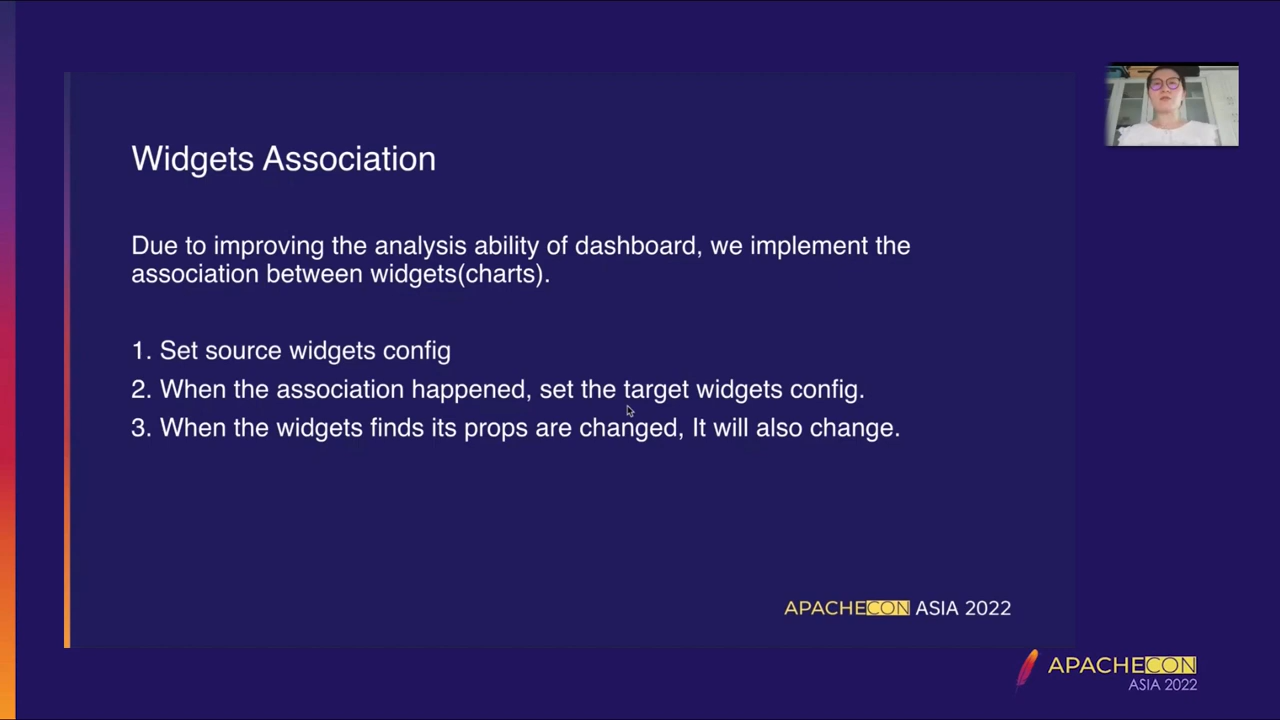 Widgets Association
Due to improving the analysis ability of dashboard, we implement the
association between widgets(charts).
1. Set source widgets config
2. When the association happened, set the target widgets config.
3. When the widgets finds its props are changed, It will also change.
APACHECON ASIA 2022
APACHECON
ASIA 2022